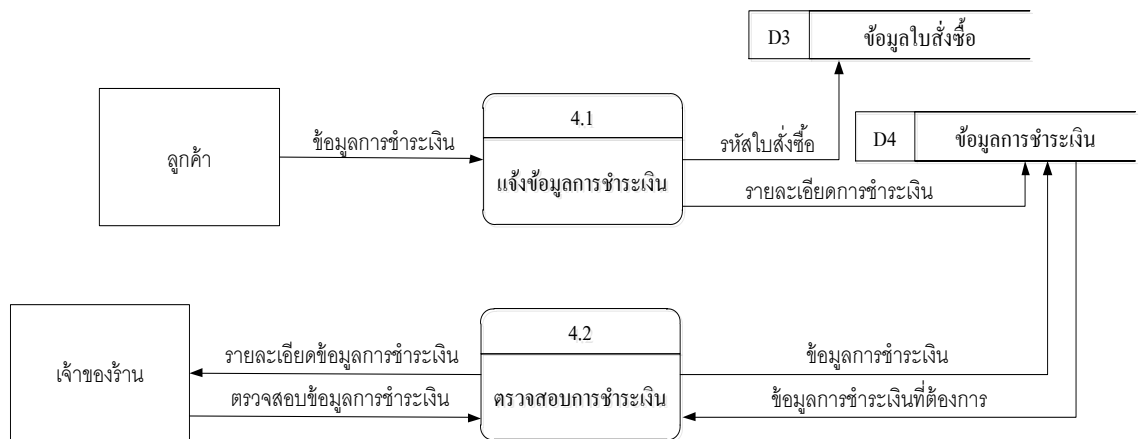 D3 ข้อมูลใบสั่งซื้อ
4.1
ข้อมูลการชำระเงิน
รหัสใบสั่งซื้อ
D4 ข้อมูลการชำระเงิน
ลูกค้า
แจ้งข้อมูลการชำระเงิน
รายละเอียดการชำระเงิน
4.2
รายละเอียดข้อมูลการชำระเงิน
ข้อมูลการชำระเงิน
เจ้าของร้าน
ตรวจสอบข้อมูลการชำระเงิน
ตรวจสอบการชำระเงิน
ข้อมูลการชำระเงินที่ต้องการ